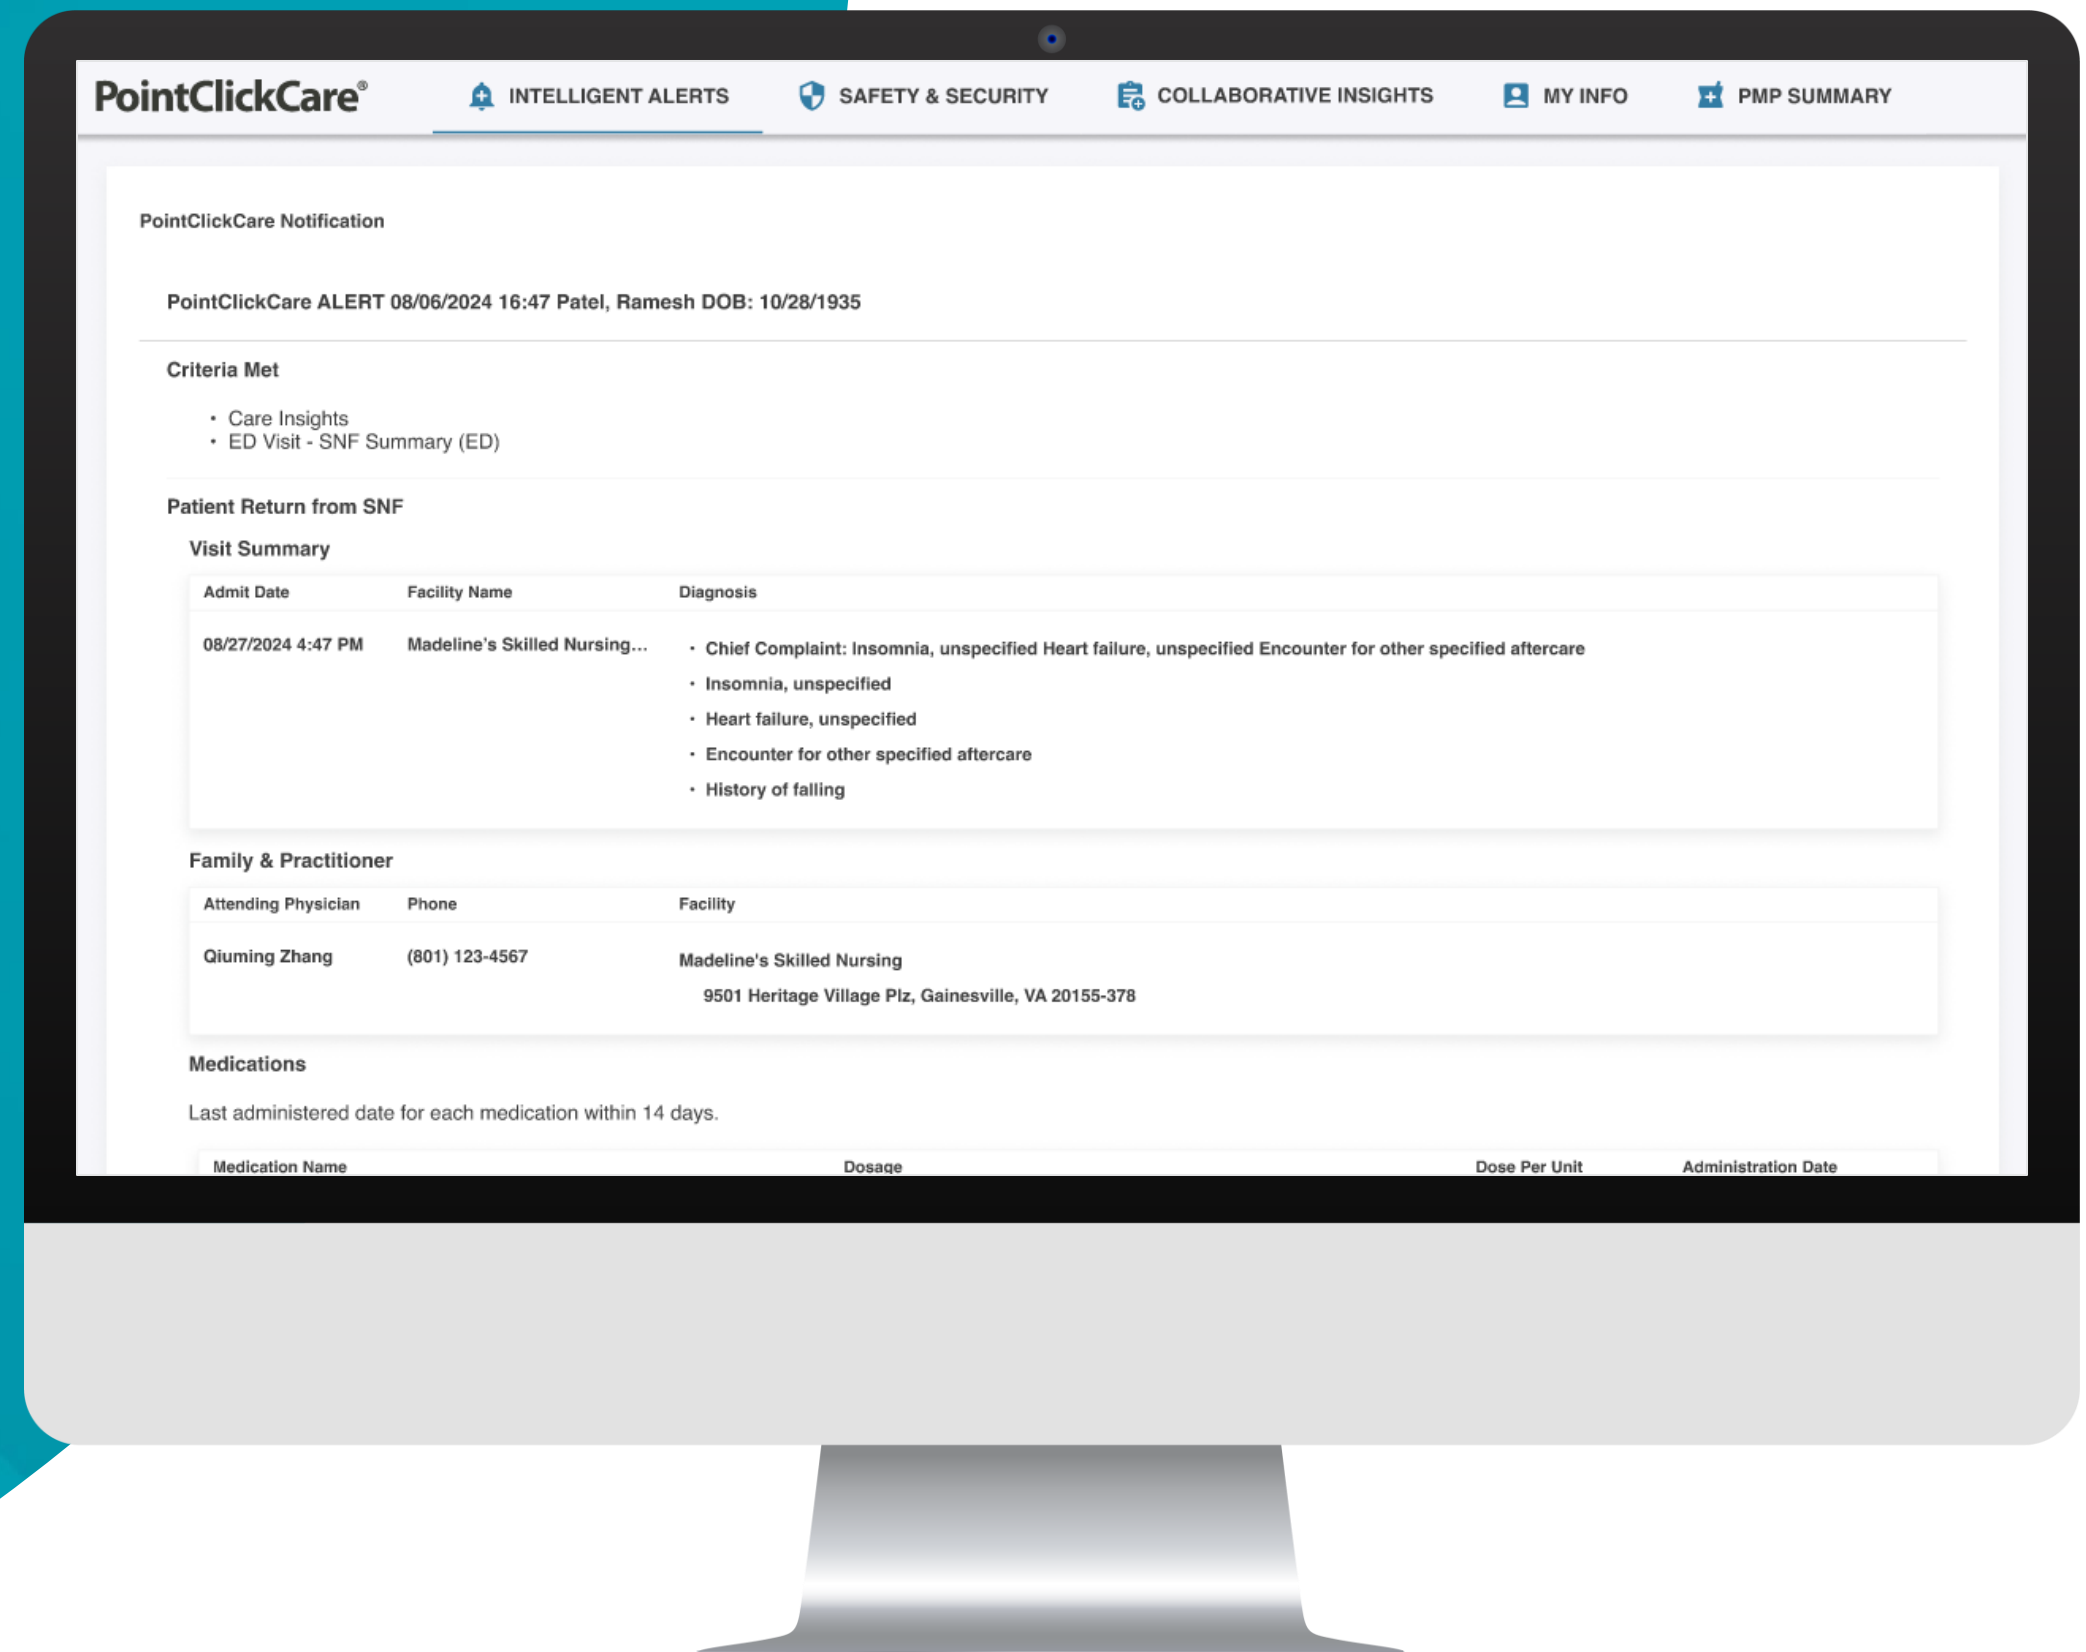 PointClickCare®
INTELLIGENT ALERTS
SAFETY & SECURITY
COLLABORATIVE INSIGHTS
MY INFO
PMP SUMMARY
PointClickCare Notification
PointClickCare ALERT 08/06/2024 16:47 Patel, Ramesh DOB: 10/28/1935
Criteria Met
• Care Insights
• ED Visit - SNF Summary (ED)
Patient Return from SNF
Visit Summary
Admit Date Facility Name Diagnosis
08/27/2024 4:47 PM Madeline’s Skilled Nursing...
• Chief Complaint: Insomnia, unspecified Heart failure, unspecified Encounter for other specified aftercare
• Insomnia, unspecified
• Heart failure, unspecified
• Encounter for other specified aftercare
• History of falling
Family & Practitioner
Attending Physician Phone Facility
Qiuming Zhang (801) 123-4567 Madeline's Skilled Nursing
9501 Heritage Village Plz, Gainesville, VA 20155-378
Medications
Last administered date for each medication within 14 days.
Medication Name Dosage Dose Per Unit Administration Date